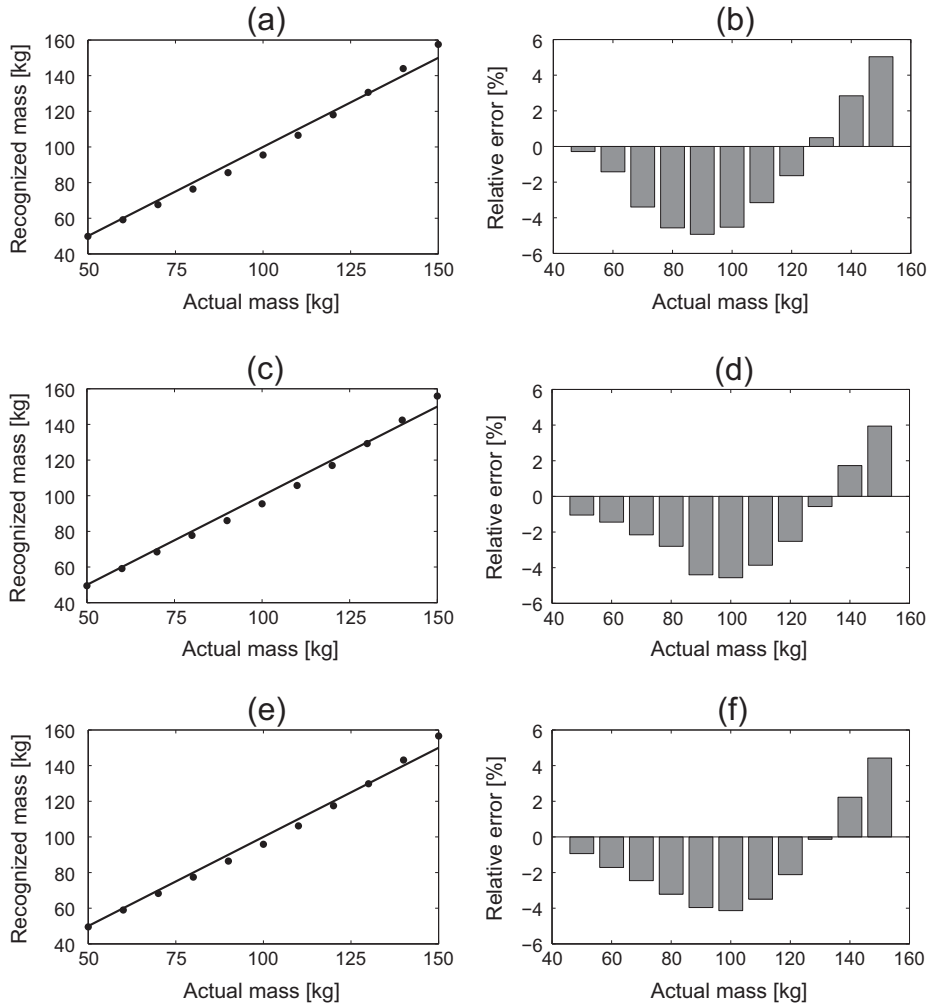 (a)
Recognized mass [kg]
160
140
120
100
80
60
40
50 75 100 125 150
Actual mass [kg]
(b)
Relative error [%]
6
4
2
0
−2
−4
−6
40 60 80 100 120 140 160
Actual mass [kg]
(c)
Recognized mass [kg]
160
140
120
100
80
60
40
50 75 100 125 150
Actual mass [kg]
(d)
Relative error [%]
6
4
2
0
−2
−4
−6
40 60 80 100 120 140 160
Actual mass [kg]
(e)
Recognized mass [kg]
160
140
120
100
80
60
40
50 75 100 125 150
Actual mass [kg]
(f)
Relative error [%]
6
4
2
0
−2
−4
−6
40 60 80 100 120 140 160
Actual mass [kg]